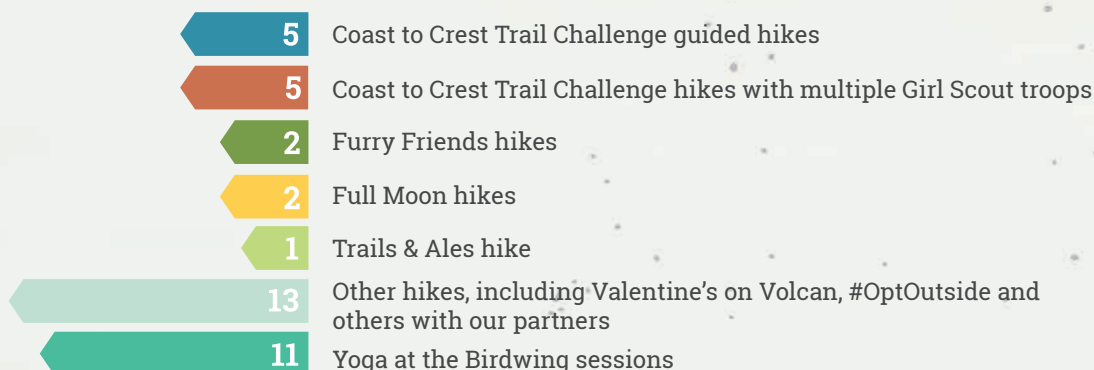 5 Coast to Crest Trail Challenge guided hikes
5 Coast to Crest Trail Challenge hikes with multiple Girl Scout troops
2 Furry Friends hikes
2 Full Moon hikes
1 Trails & Ales hike
13 Other hikes, including Valentine's on Volcan, #OptOutside and
others with our partners
11 Yoga at the Birdwing sessions